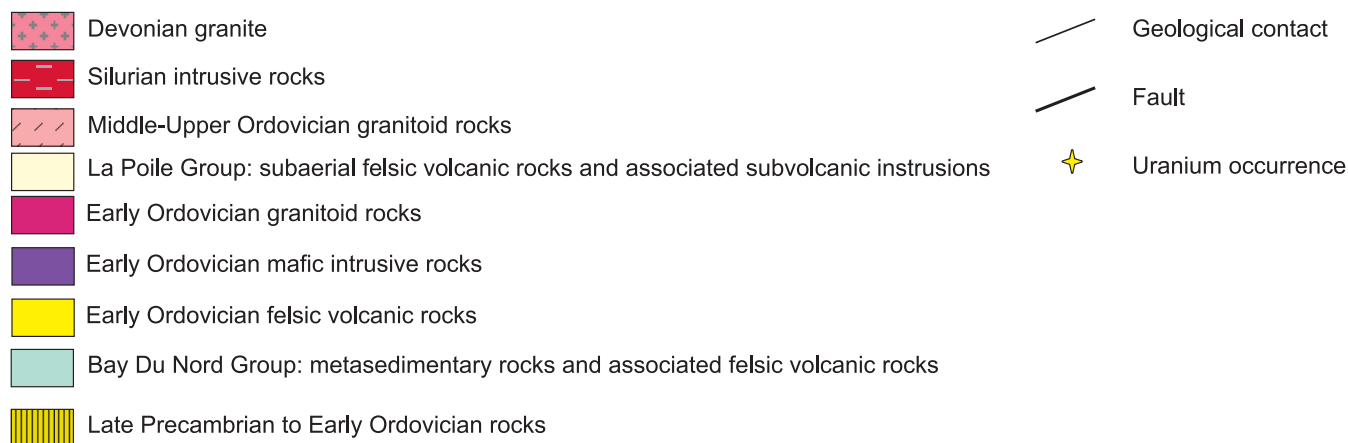 Devonian granite
Silurian intrusive rocks
Middle-Upper Ordovician granitoid rocks
La Poile Group: subaerial felsic volcanic rocks and associated subvolcanic instrusions
Early Ordovician granitoid rocks
Early Ordovician mafic intrusive rocks
Early Ordovician felsic volcanic rocks
Bay Du Nord Group: metasedimentary rocks and associated felsic volcanic rocks
Late Precambrian to Early Ordovician rocks
Geological contact
Fault
Uranium occurrence